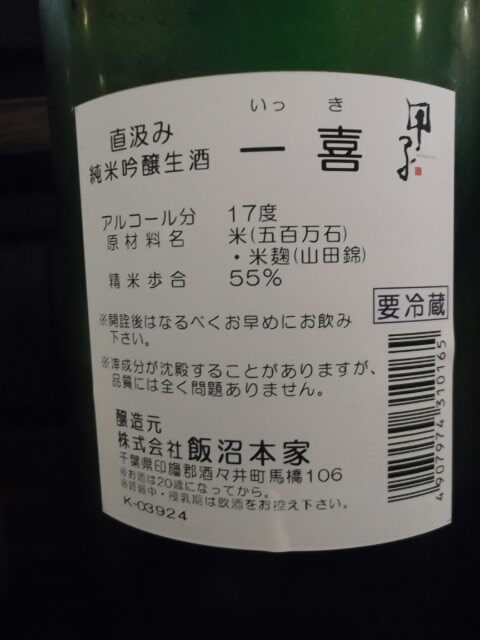 甲子
いっき
直汲み
純米吟醸生酒
一喜
アルコール分 17度
原材料名 米(五百万石)
・米麹(山田錦)
精米歩合 55%
要冷蔵
※開詮後はなるべくお早めにお飲み
下さい。
※滓成分が沈殿することがありますが、
品質には全く問題ありません。
醸造元
株式会社飯沼本家
千葉県印旛郡酒々井町馬橋106
※お酒は20歳になってから。
※妊娠中・授乳期は飲酒をお控え下さい。
K-03924
4907974310165